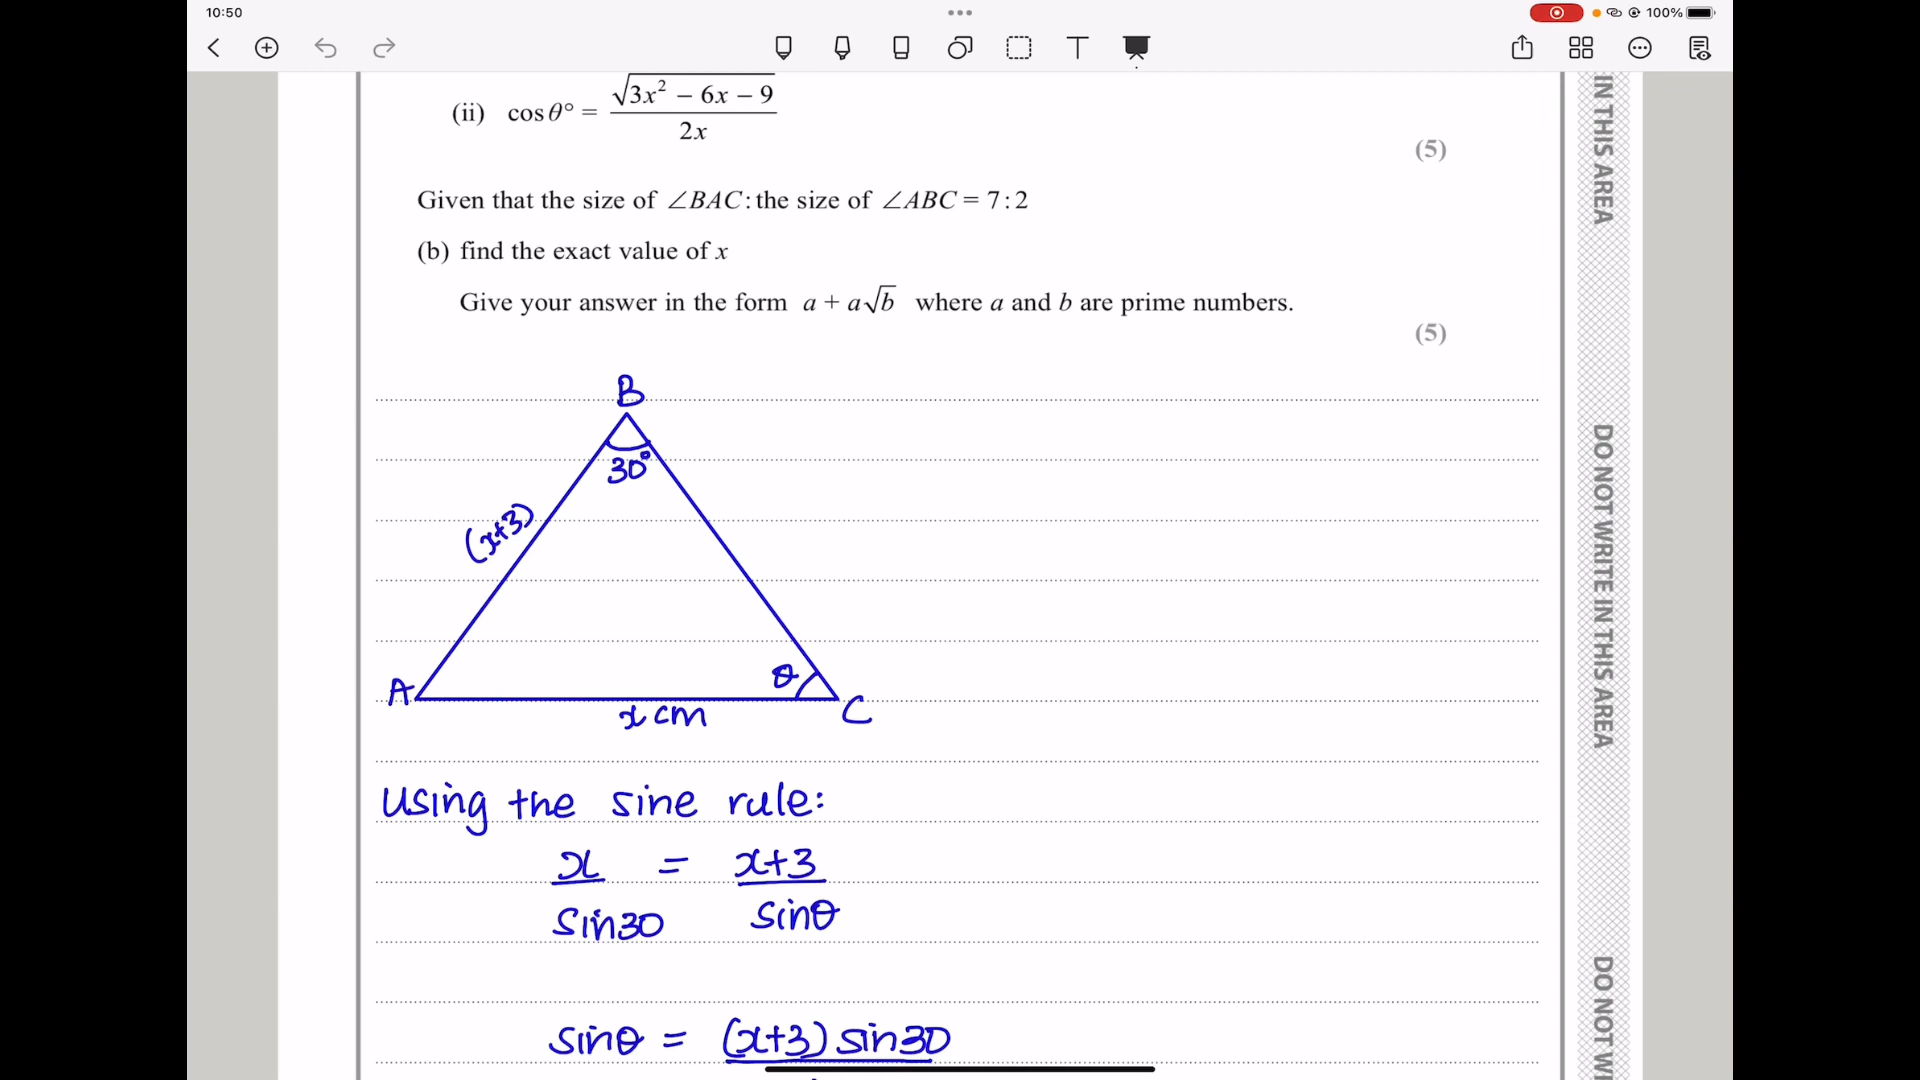 10:50
100%
(ii) cos θ° = √(3x² − 6x − 9) / 2x
(5)
Given that the size of ∠BAC : the size of ∠ABC = 7 : 2
(b) find the exact value of x
Give your answer in the form a + a√b where a and b are prime numbers.
(5)
B
30°
(x+3)
A
θ
x cm
C
Using the sine rule:
x = x+3
sin30 sinθ
sinθ = (x+3) sin30
IN THIS AREA
DO NOT WRITE IN THIS AREA
DO NOT WRI